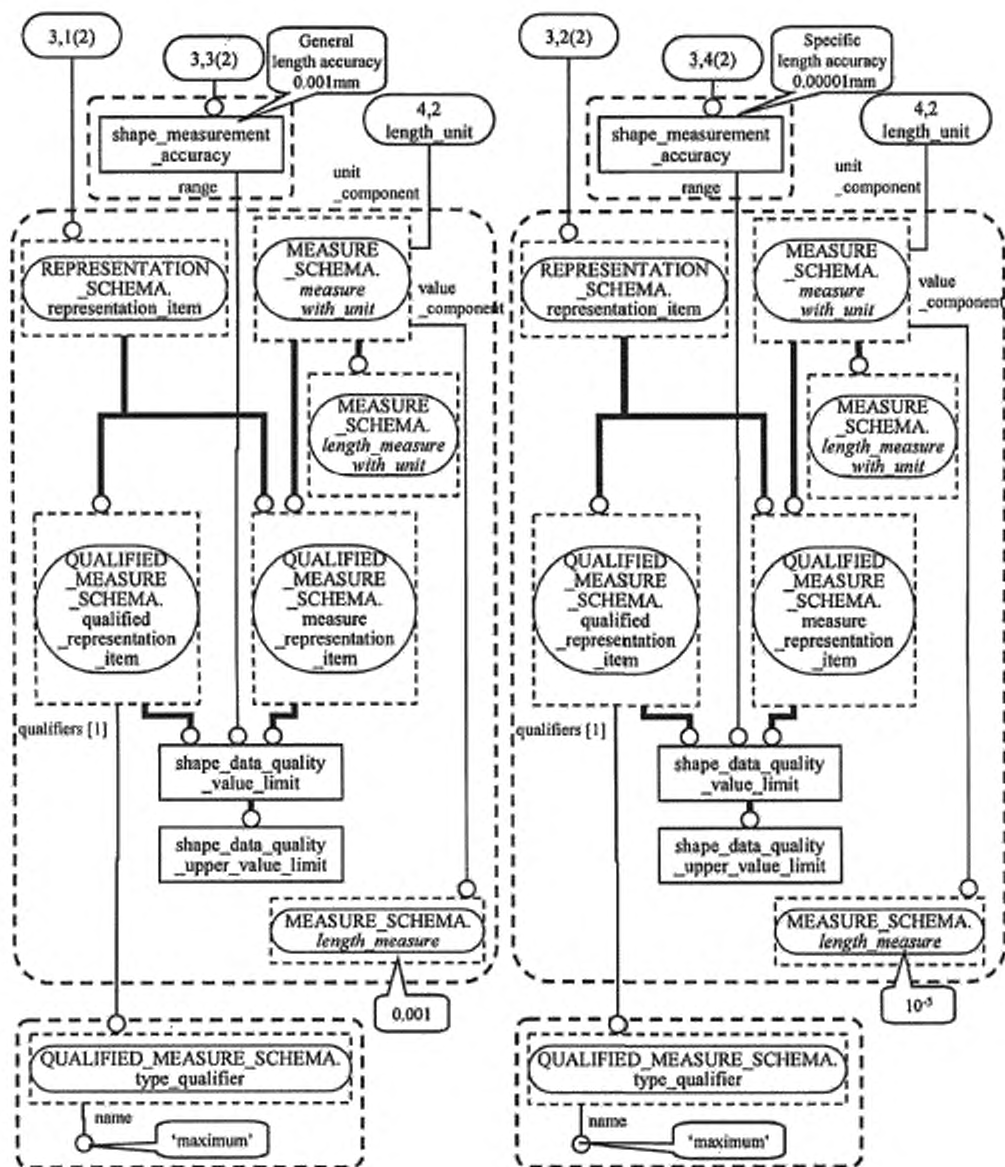 3,1(2)
3,3(2)
General
length accuracy
0.001mm
4,2
length_unit
shape_measurement
_accuracy
range
unit
_component
REPRESENTATION
_SCHEMA.
representation_item
MEASURE
_SCHEMA.
measure
_with_unit
value
_component
MEASURE
_SCHEMA.
length_measure
_with_unit
QUALIFIED
_MEASURE
_SCHEMA.
qualified
_representation
_item
QUALIFIED
_MEASURE
_SCHEMA.
measure
_representation
_item
qualifiers [1]
shape_data_quality
_value_limit
shape_data_quality
_upper_value_limit
MEASURE_SCHEMA.
length_measure
0,001
QUALIFIED_MEASURE_SCHEMA.
type_qualifier
name
‘maximum’
3,2(2)
3,4(2)
Specific
length accuracy
0.00001mm
4,2
length_unit
shape_measurement
_accuracy
range
unit
_component
REPRESENTATION
_SCHEMA.
representation_item
MEASURE
_SCHEMA.
measure
_with_unit
value
_component
MEASURE
_SCHEMA.
length_measure
_with_unit
QUALIFIED
_MEASURE
_SCHEMA.
qualified
_representation
_item
QUALIFIED
_MEASURE
_SCHEMA.
measure
_representation
_item
qualifiers [1]
shape_data_quality
_value_limit
shape_data_quality
_upper_value_limit
MEASURE_SCHEMA.
length_measure
10⁻⁵
QUALIFIED_MEASURE_SCHEMA.
type_qualifier
name
‘maximum’